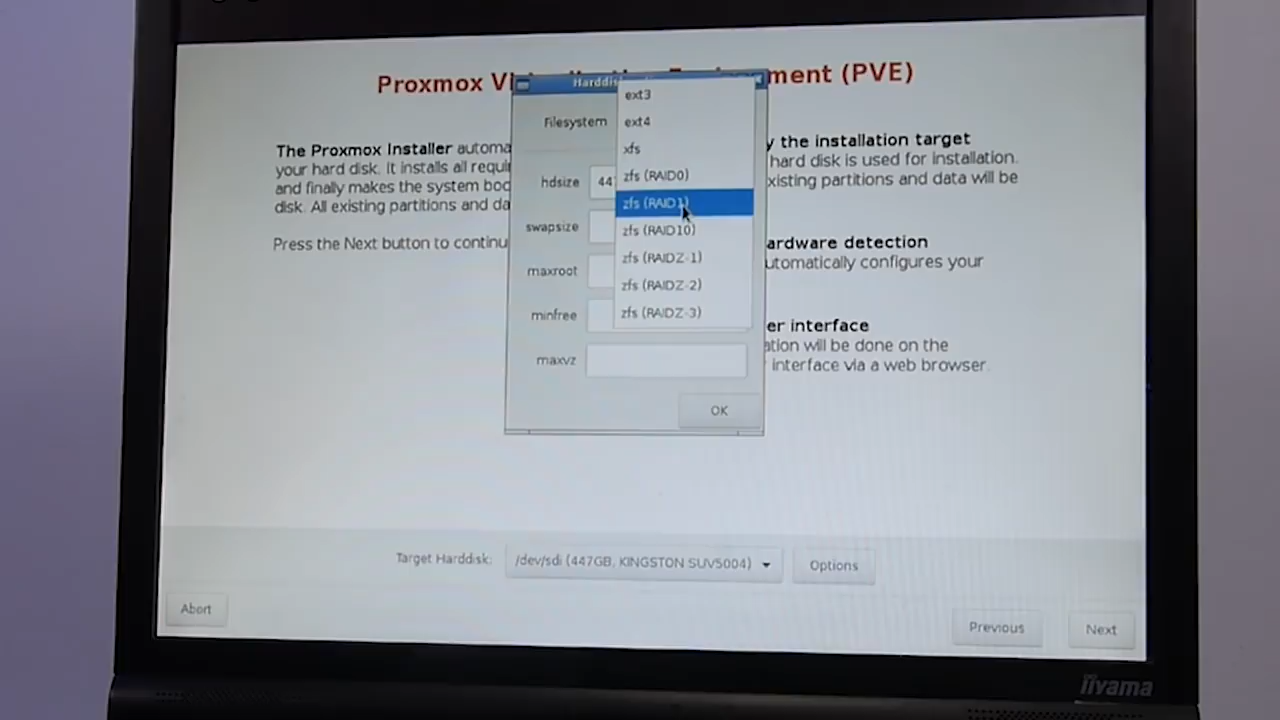 Proxmox Vi
ment (PVE)
Harddis
The Proxmox Installer automa
your hard disk. It installs all requi
and finally makes the system boo
disk. All existing partitions and da
Press the Next button to continu
Filesystem
hdsize
44
swapsize
maxroot
minfree
maxvz
ext3
ext4
xfs
zfs (RAID0)
zfs (RAID1)
zfs (RAID10)
zfs (RAIDZ-1)
zfs (RAIDZ-2)
zfs (RAIDZ-3)
OK
y the installation target
hard disk is used for installation.
xisting partitions and data will be
ardware detection
utomatically configures your
er interface
ation will be done on the
interface via a web browser.
Target Harddisk: /dev/sdi (447GB, KINGSTON SUV5004) Options
Abort Previous Next
iiyama